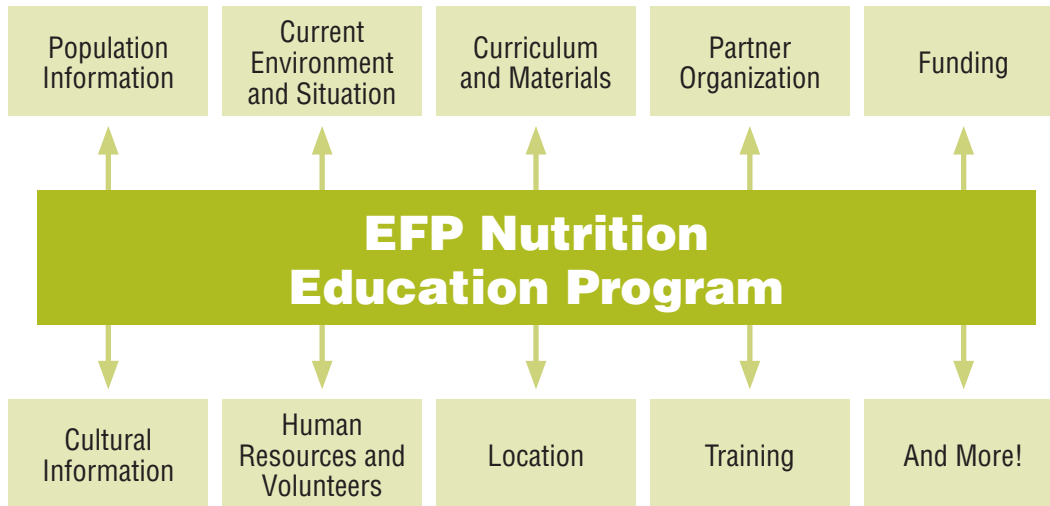 Population
Information
Current
Environment
and Situation
Curriculum
and Materials
Partner
Organization
Funding
EFP Nutrition
Education Program
Cultural
Information
Human
Resources and
Volunteers
Location
Training
And More!